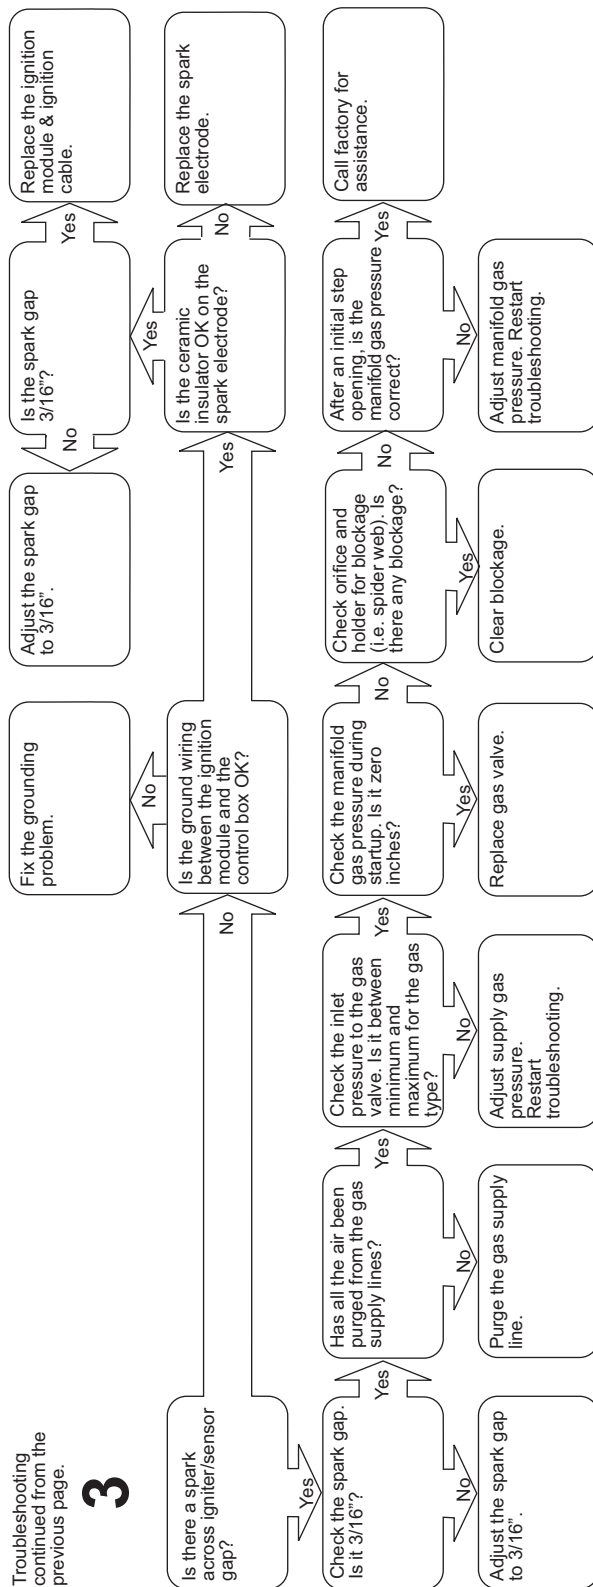 Troubleshooting
continued from the
previous page.
3
Is there a spark
across igniter/sensor
gap?
No
Yes
Is the ground wiring
between the ignition
module and the
control box OK?
No
Fix the grounding
problem.
Yes
Is the ceramic
insulator OK on the
spark electrode?
No
Replace the spark
electrode.
Yes
Is the spark gap
3/16"?
No
Adjust the spark gap
to 3/16".
Yes
Replace the ignition
module & ignition
cable.
Check the spark gap.
Is it 3/16"?
No
Adjust the spark gap
to 3/16".
Yes
Has all the air been
purged from the gas
supply lines?
No
Purge the gas supply
line.
Yes
Check the inlet
pressure to the gas
valve. Is it between
minimum and
maximum for the gas
type?
No
Adjust supply gas
pressure.
Restart
troubleshooting.
Yes
Check the manifold
gas pressure during
startup. Is it zero
inches?
Yes
Replace gas valve.
No
Check orifice and
holder for blockage
(i.e. spider web). Is
there any blockage?
Yes
Clear blockage.
No
After an initial step
opening, is the
manifold gas pressure
correct?
No
Adjust manifold gas
pressure. Restart
troubleshooting.
Yes
Call factory for
assistance.